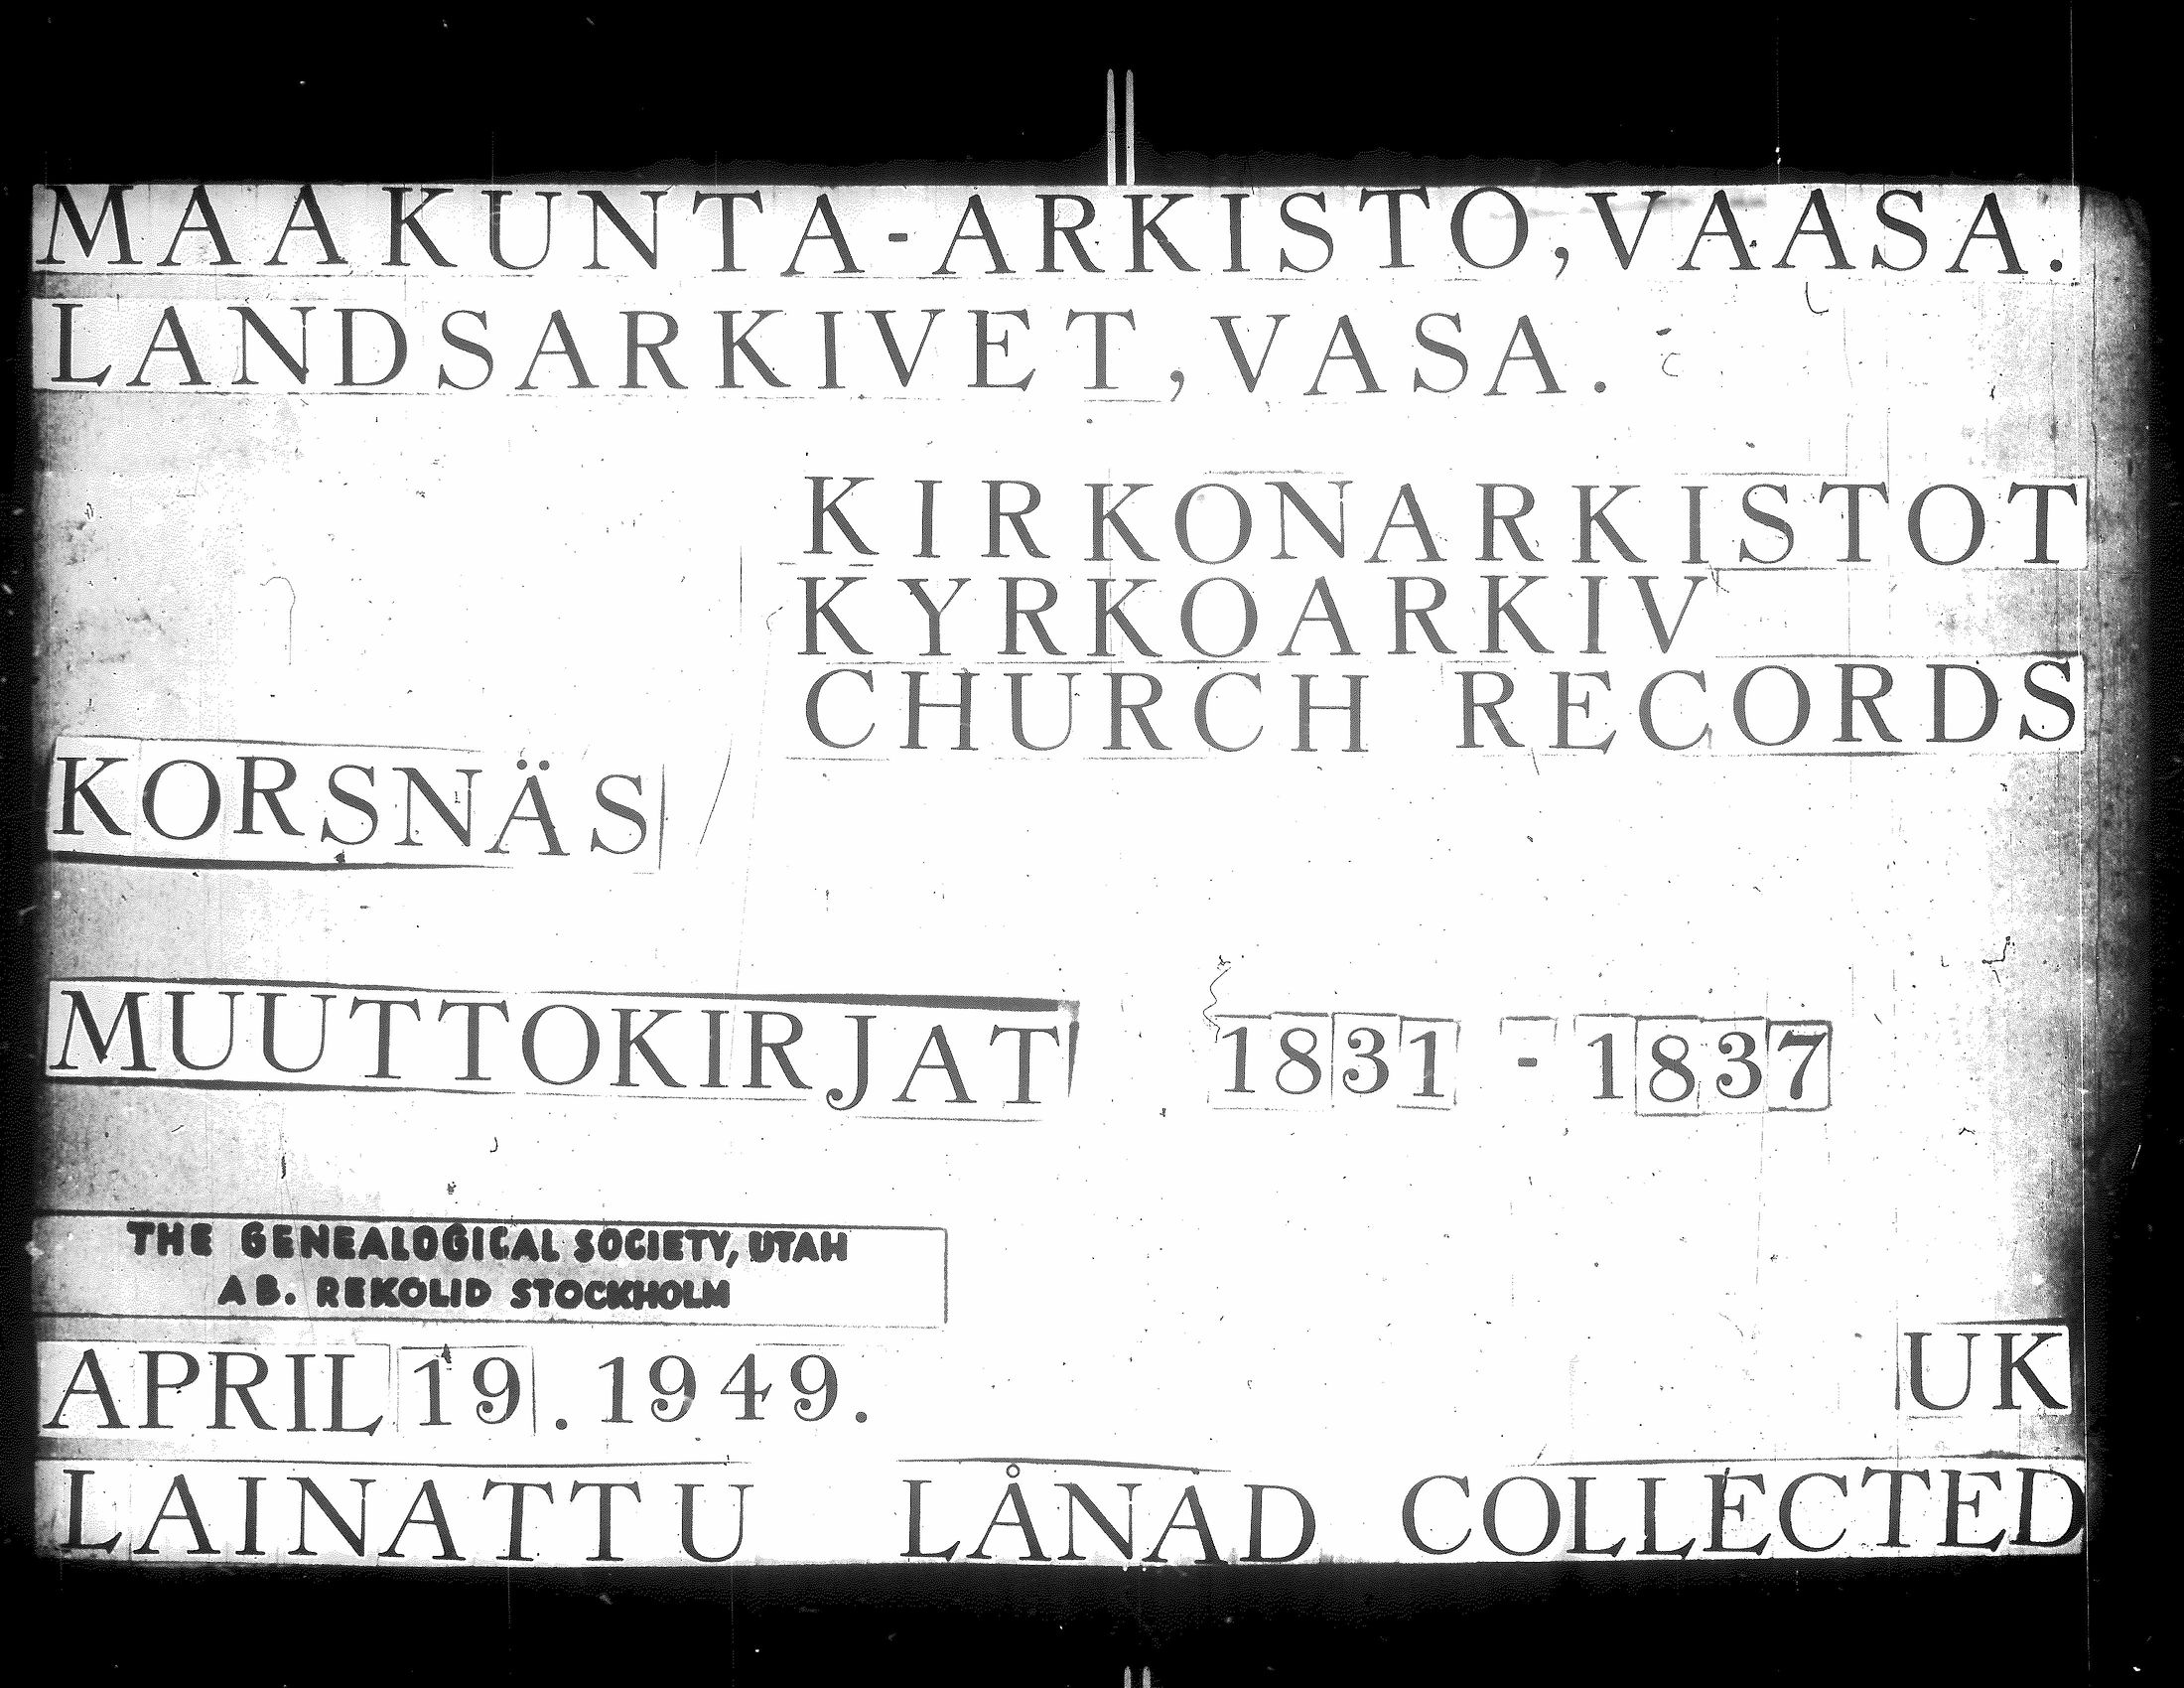 MAAKUNTA-ARKISTO,VAASA.
LANDSARKIVET,VASA.
KIRKONARKISTOT
KYRKOARKIV
CHURCH RECORDS
KORSNÄS
MUUTTOKIRJAT 1831 - 1837
THE GENEALOGICAL SOCIETY, UTAH
AB. REKOLID STOCKHOLM
APRIL 19.1949.
UK
LAINATTU LÅNAD COLLECTED